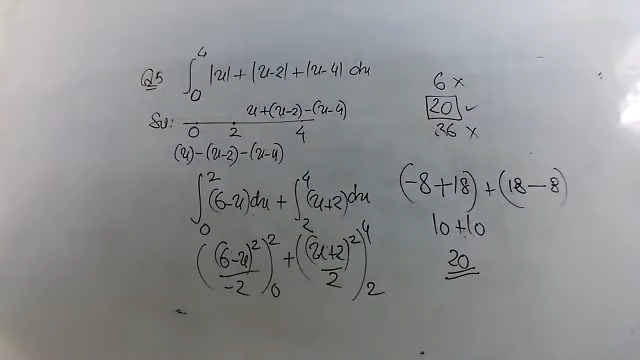 Q5 ∫₀⁴ |u| + |u-2| + |u-4| du
Sol: 0 2 4 u+(u-2)-(u-4)
(u)-(u-2)-(u-4)
∫₀² (6-u)du + ∫₂⁴ (u+2)du
((6-u)²/-2)₀² + ((u+2)²/2)₂⁴
6 ×
20 ✓
36 ×
(-8+18) + (18-8)
10+10
20